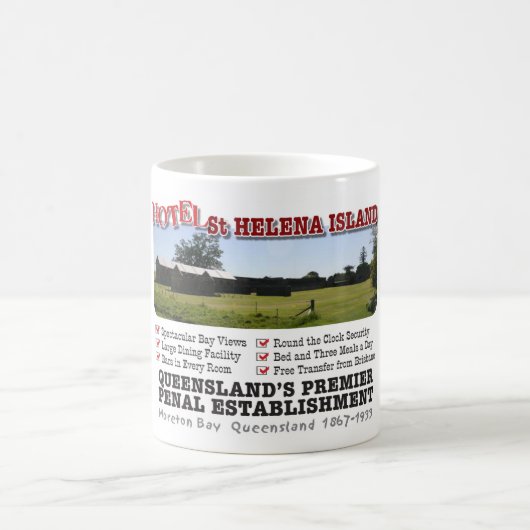 HOTEL St HELENA ISLAND
Spectacular Bay Views
Large Dining Facility
Bars in Every Room
Round the Clock Security
Bed and Three Meals a Day
Free Transfer from Brisbane
QUEENSLAND'S PREMIER
PENAL ESTABLISHMENT
Moreton Bay Queensland 1867-1933